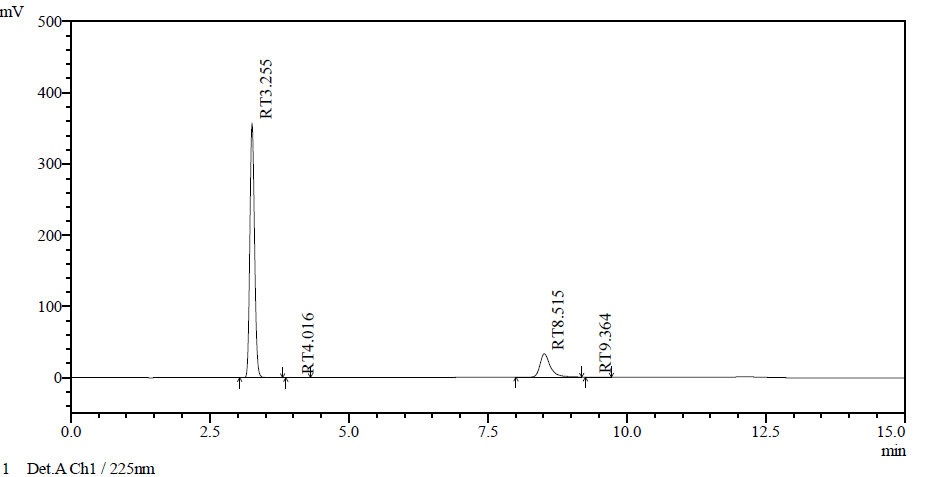 mV
500
400
RT3.255
300
200
100
RT4.016
RT8.515
RT9.364
0
0.0 2.5 5.0 7.5 10.0 12.5 15.0
min
1 Det.A Ch1 / 225nm